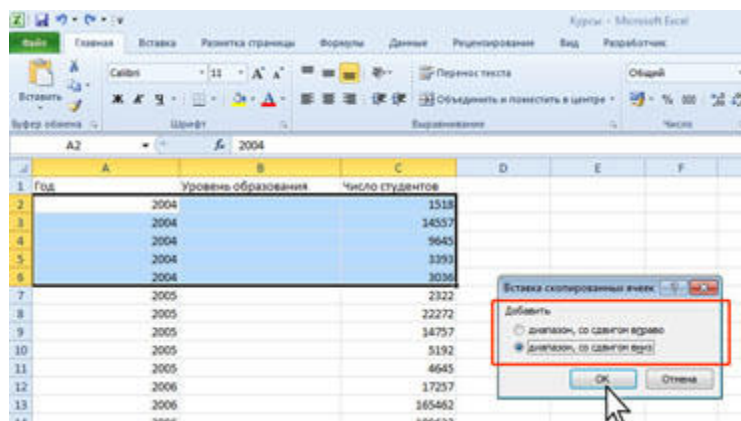 Курсы - Microsoft Excel
Файл Главная Вставка Разметка страницы Формулы Данные Рецензирование Вид Разработчик
Calibri 11 Перенос текста Общий
Вставить Ж К Ч Объединить и поместить в центре % 000
Буфер обмена Шрифт Выравнивание Число
A2 fx 2004
A B C D E F
1 Год Уровень образования Число студентов
2 2004 1518
3 2004 14557
4 2004 9645
5 2004 3393
6 2004 3036
7 2005 2322
8 2005 22272
9 2005 14757
10 2005 5192
11 2005 4645
12 2006 17257
13 2006 165462
Вставка скопированных ячеек
Добавить
диапазон, со сдвигом вправо
диапазон, со сдвигом вниз
ОК Отмена